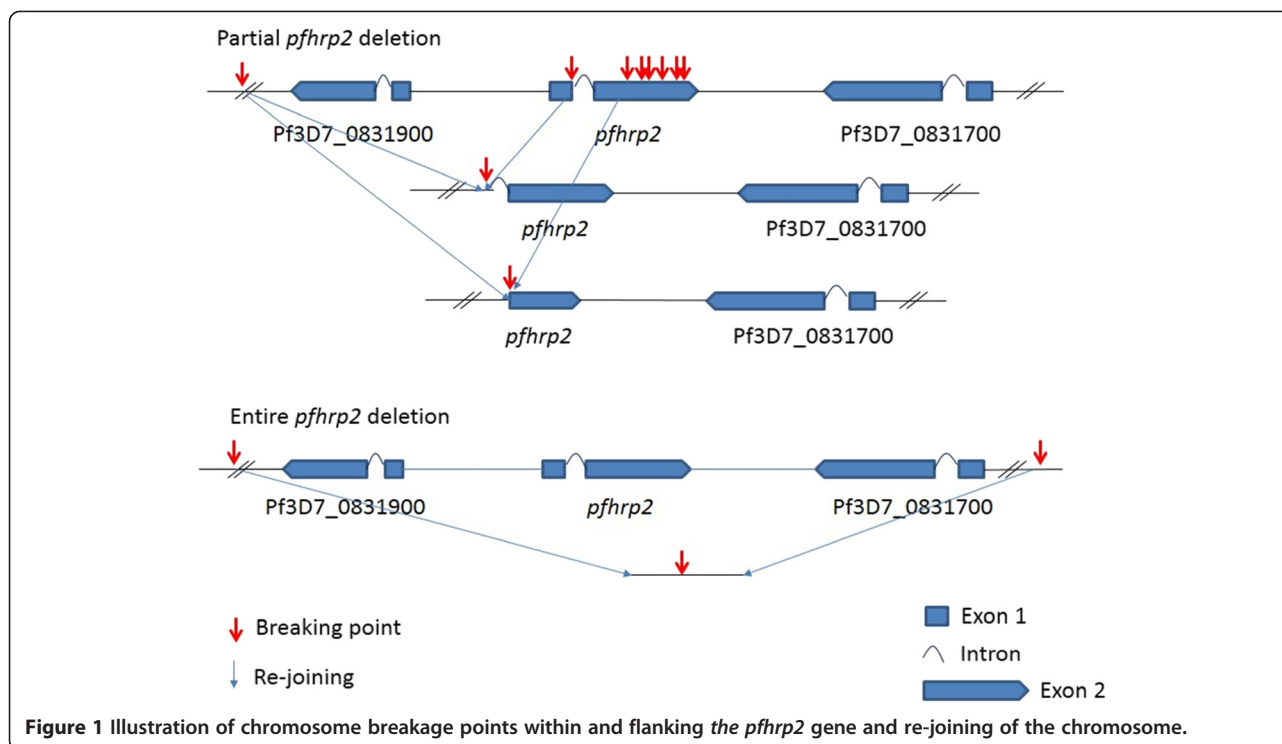 Partial pfhrp2 deletion
Pf3D7_0831900
pfhrp2
Pf3D7_0831700
pfhrp2
Pf3D7_0831700
pfhrp2
Pf3D7_0831700
Entire pfhrp2 deletion
Pf3D7_0831900
pfhrp2
Pf3D7_0831700
Breaking point
Re-joining
Exon 1
Intron
Exon 2
Figure 1 Illustration of chromosome breakage points within and flanking the pfhrp2 gene and re-joining of the chromosome.